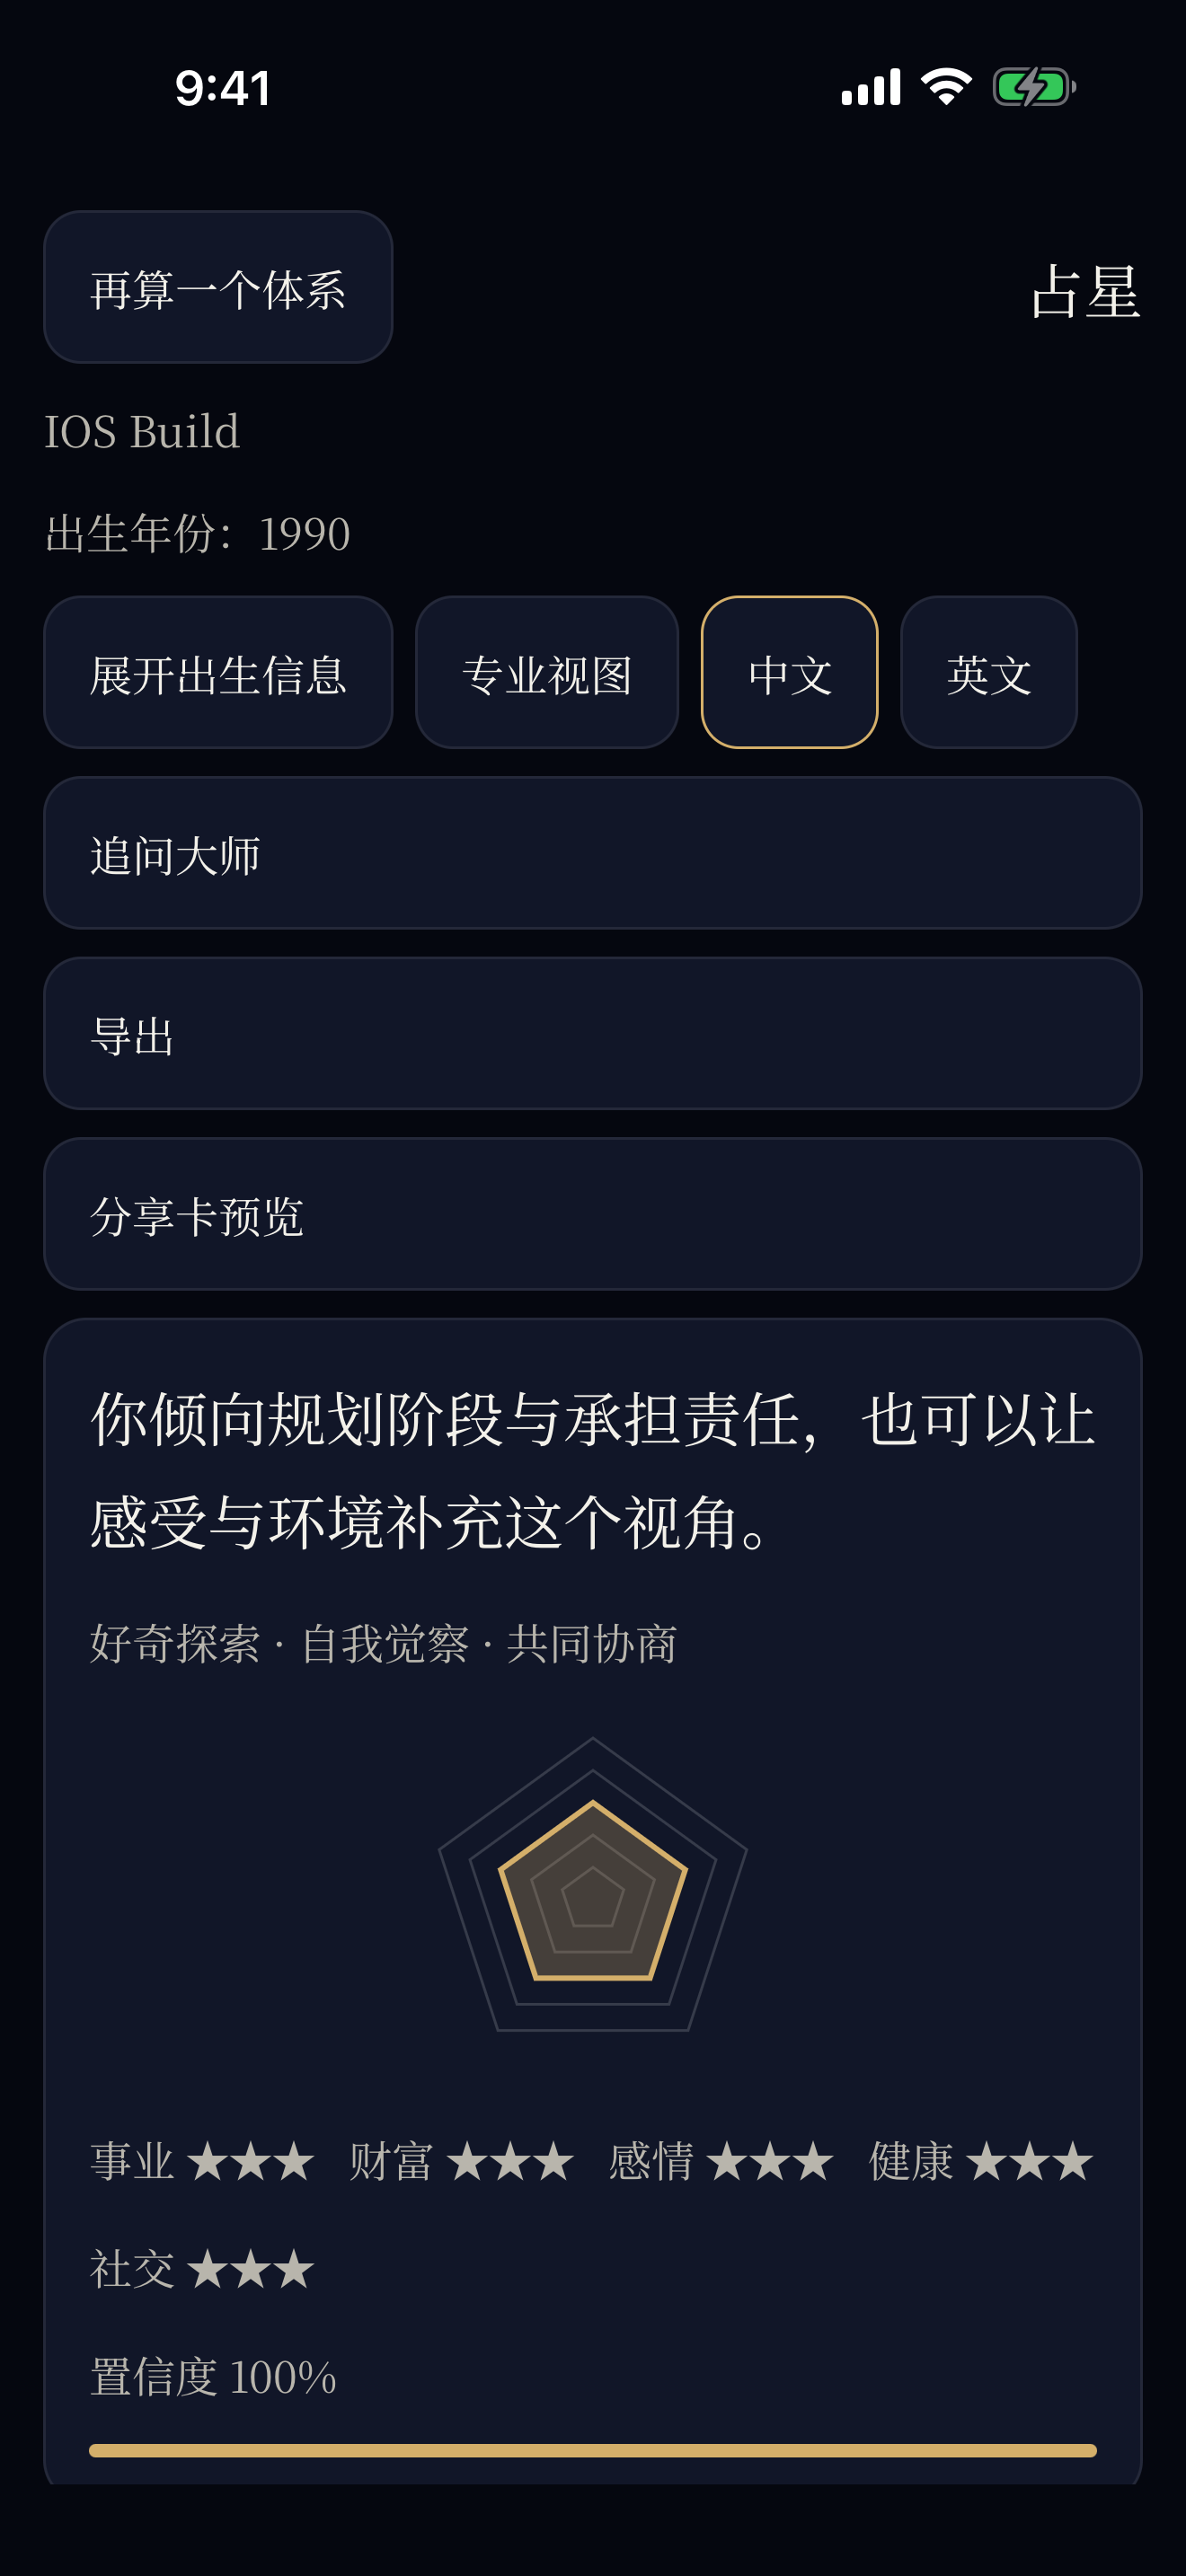 9:41
再算一个体系
占星
IOS Build
出生年份：1990
展开出生信息 专业视图 中文 英文
追问大师
导出
分享卡预览
你倾向规划阶段与承担责任，也可以让
感受与环境补充这个视角。
好奇探索 · 自我觉察 · 共同协商
事业 ★★★ 财富 ★★★ 感情 ★★★ 健康 ★★★
社交 ★★★
置信度 100%